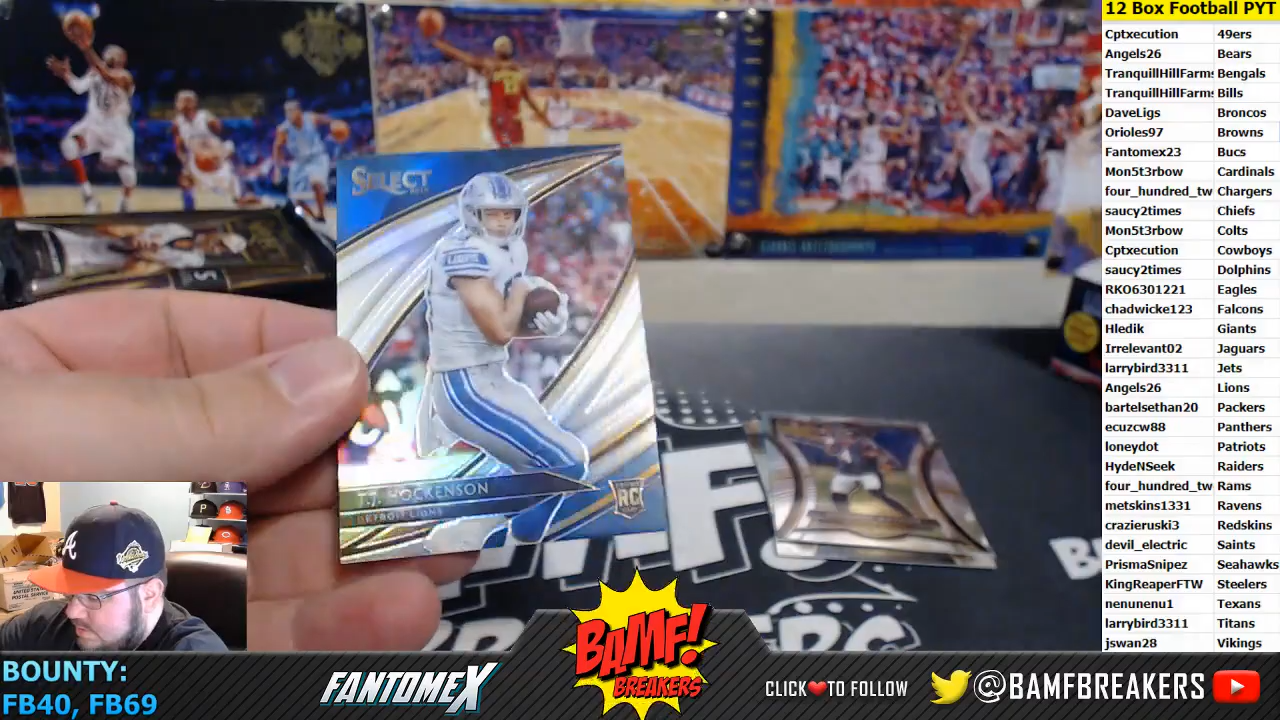 12 Box Football PYT
Cptxecution 49ers
Angels26 Bears
TranquillHillFarms Bengals
TranquillHillFarms Bills
DaveLigs Broncos
Orioles97 Browns
Fantomex23 Bucs
Mon5t3rbow Cardinals
four_hundred_tw Chargers
saucy2times Chiefs
Mon5t3rbow Colts
Cptxecution Cowboys
saucy2times Dolphins
RKO6301221 Eagles
chadwicke123 Falcons
Hledik Giants
Irrelevant02 Jaguars
larrybird3311 Jets
Angels26 Lions
bartelsethan20 Packers
ecuzcw88 Panthers
loneydot Patriots
HydeNSeek Raiders
four_hundred_tw Rams
metskins1331 Ravens
crazieruski3 Redskins
devil_electric Saints
PrismaSnipez Seahawks
KingReaperFTW Steelers
nenunenu1 Texans
larrybird3311 Titans
jswan28 Vikings
SELECT
LIONS
T.J. HOCKENSON
DETROIT LIONS
RC
BOUNTY:
FB40, FB69
FANTOMEX
BAMF!
BREAKERS
CLICK TO FOLLOW
@BAMFBREAKERS